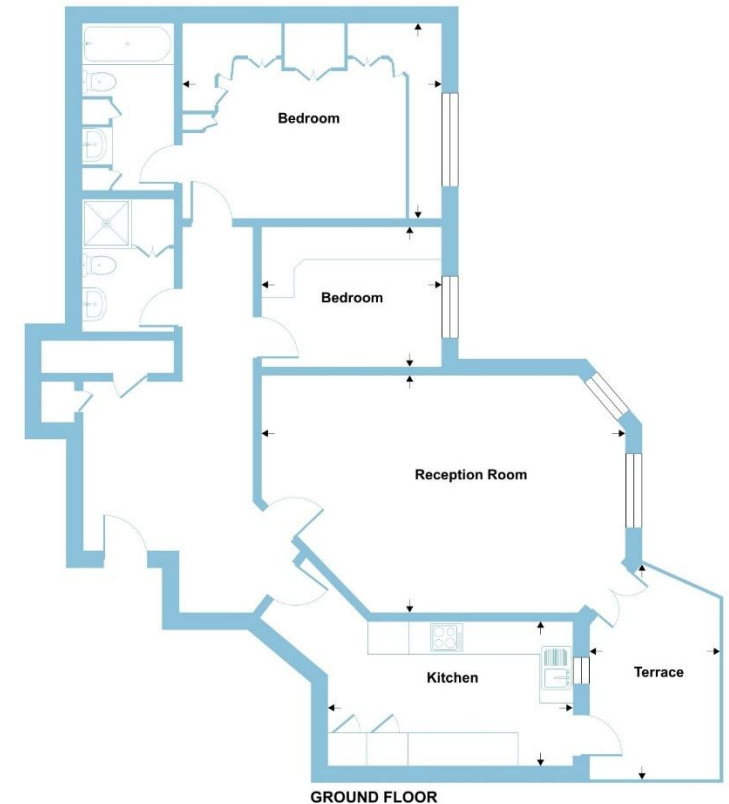 Bedroom
Bedroom
Reception Room
Kitchen
Terrace
GROUND FLOOR